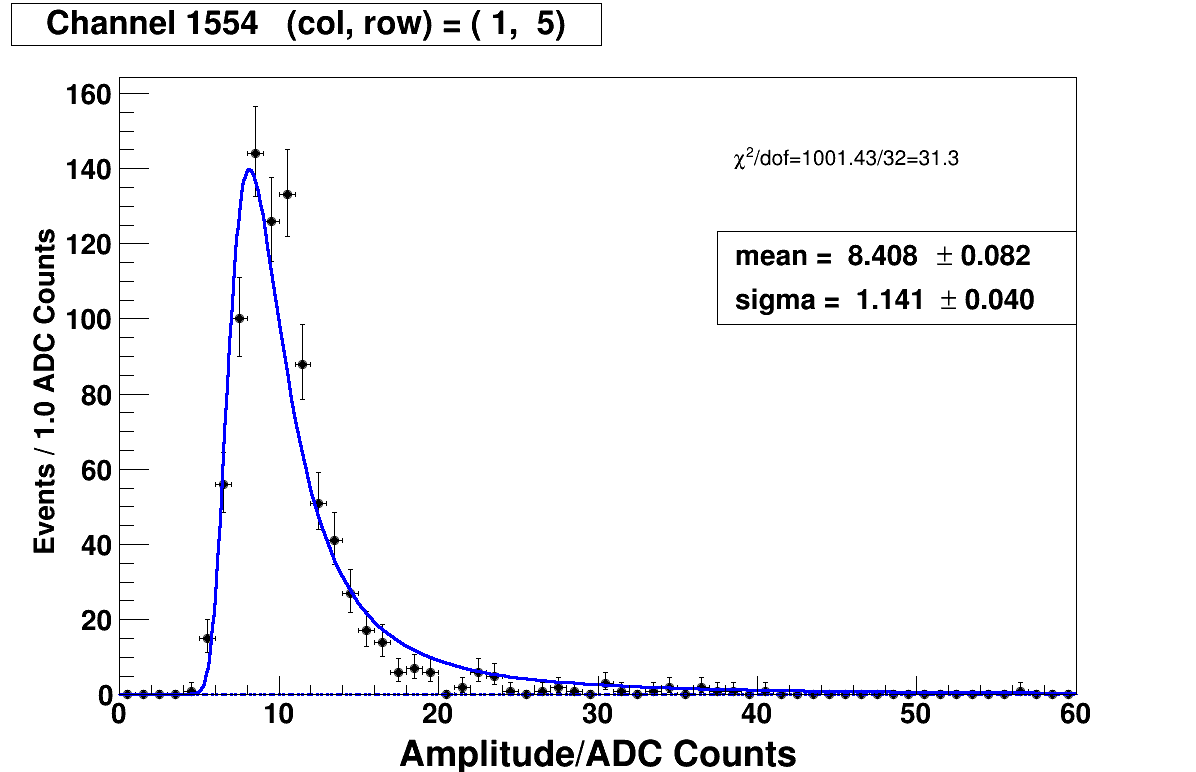 Channel 1554 (col, row) = ( 1, 5)
160
140
120
100
80
60
40
20
0
Events / 1.0 ADC Counts
χ²/dof=1001.43/32=31.3
mean = 8.408 ± 0.082
sigma = 1.141 ± 0.040
0 10 20 30 40 50 60
Amplitude/ADC Counts